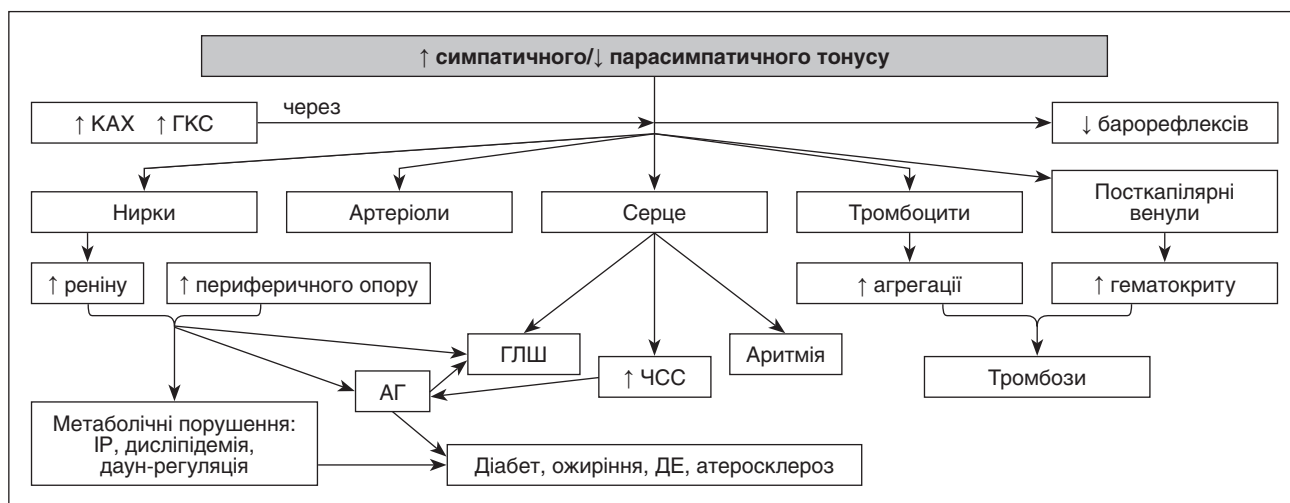 ↑ симпатичного/↓ парасимпатичного тонусу
через
↑ КАХ ↑ ГКС
↓ барорефлексів
Нирки
Артеріоли
Серце
Тромбоцити
Посткапілярні
венули
↑ реніну
↑ периферичного опору
↑ агрегації
↑ гематокриту
ГЛШ
Аритмія
↑ ЧСС
Тромбози
АГ
Метаболічні порушення:
ІР, дисліпідемія,
даун-регуляція
Діабет, ожиріння, ДЕ, атеросклероз